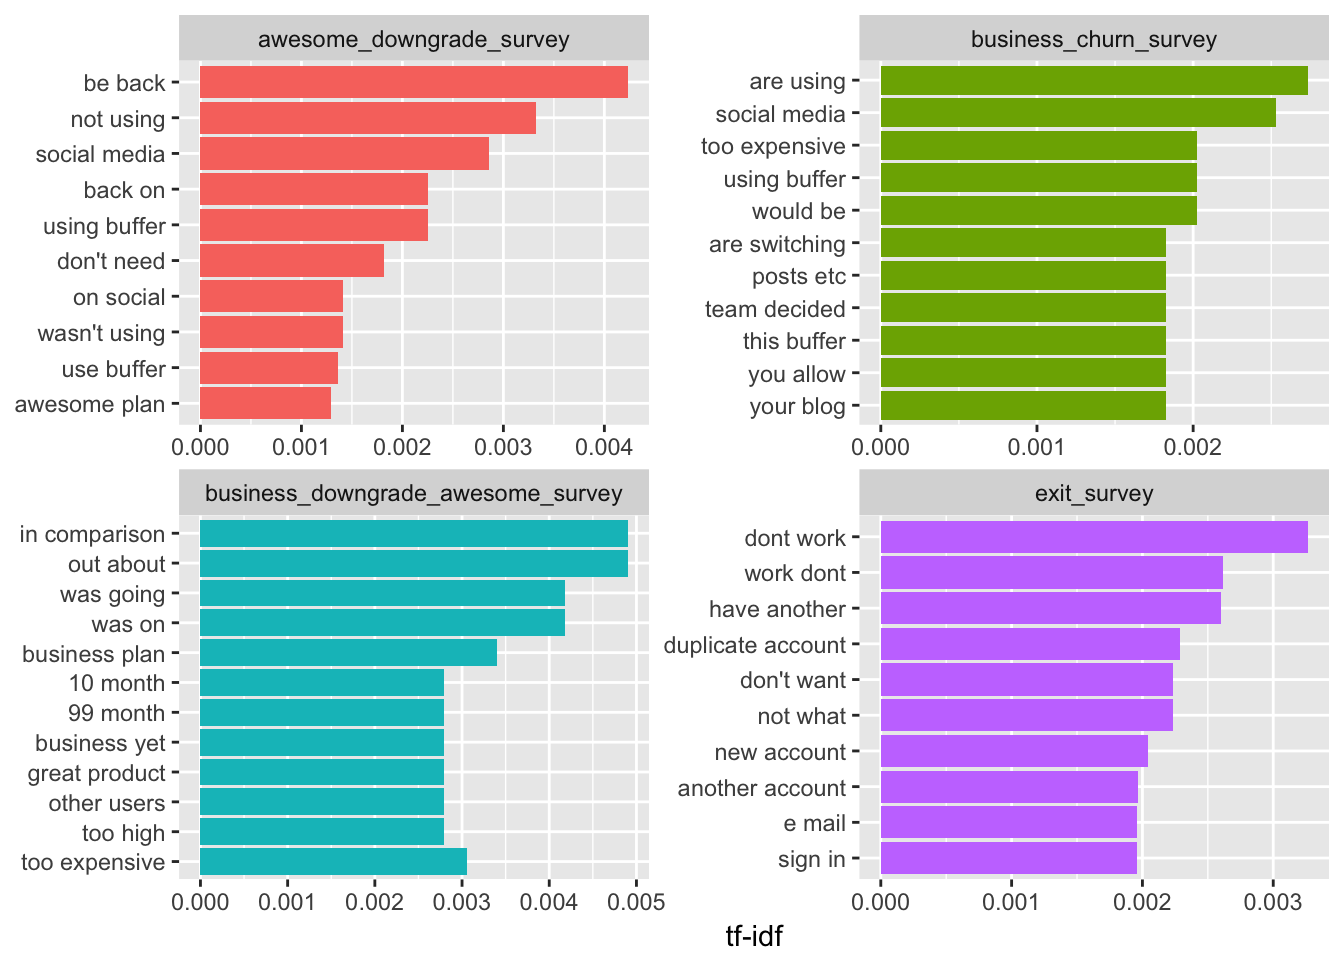 awesome_downgrade_survey
be back
not using
social media
back on
using buffer
don't need
on social
wasn't using
use buffer
awesome plan
0.000 0.001 0.002 0.003 0.004
business_churn_survey
are using
social media
too expensive
using buffer
would be
are switching
posts etc
team decided
this buffer
you allow
your blog
0.000 0.001 0.002
business_downgrade_awesome_survey
in comparison
out about
was going
was on
business plan
10 month
99 month
business yet
great product
other users
too high
too expensive
0.000 0.001 0.002 0.003 0.004 0.005
exit_survey
dont work
work dont
have another
duplicate account
don't want
not what
new account
another account
e mail
sign in
0.000 0.001 0.002 0.003
tf-idf